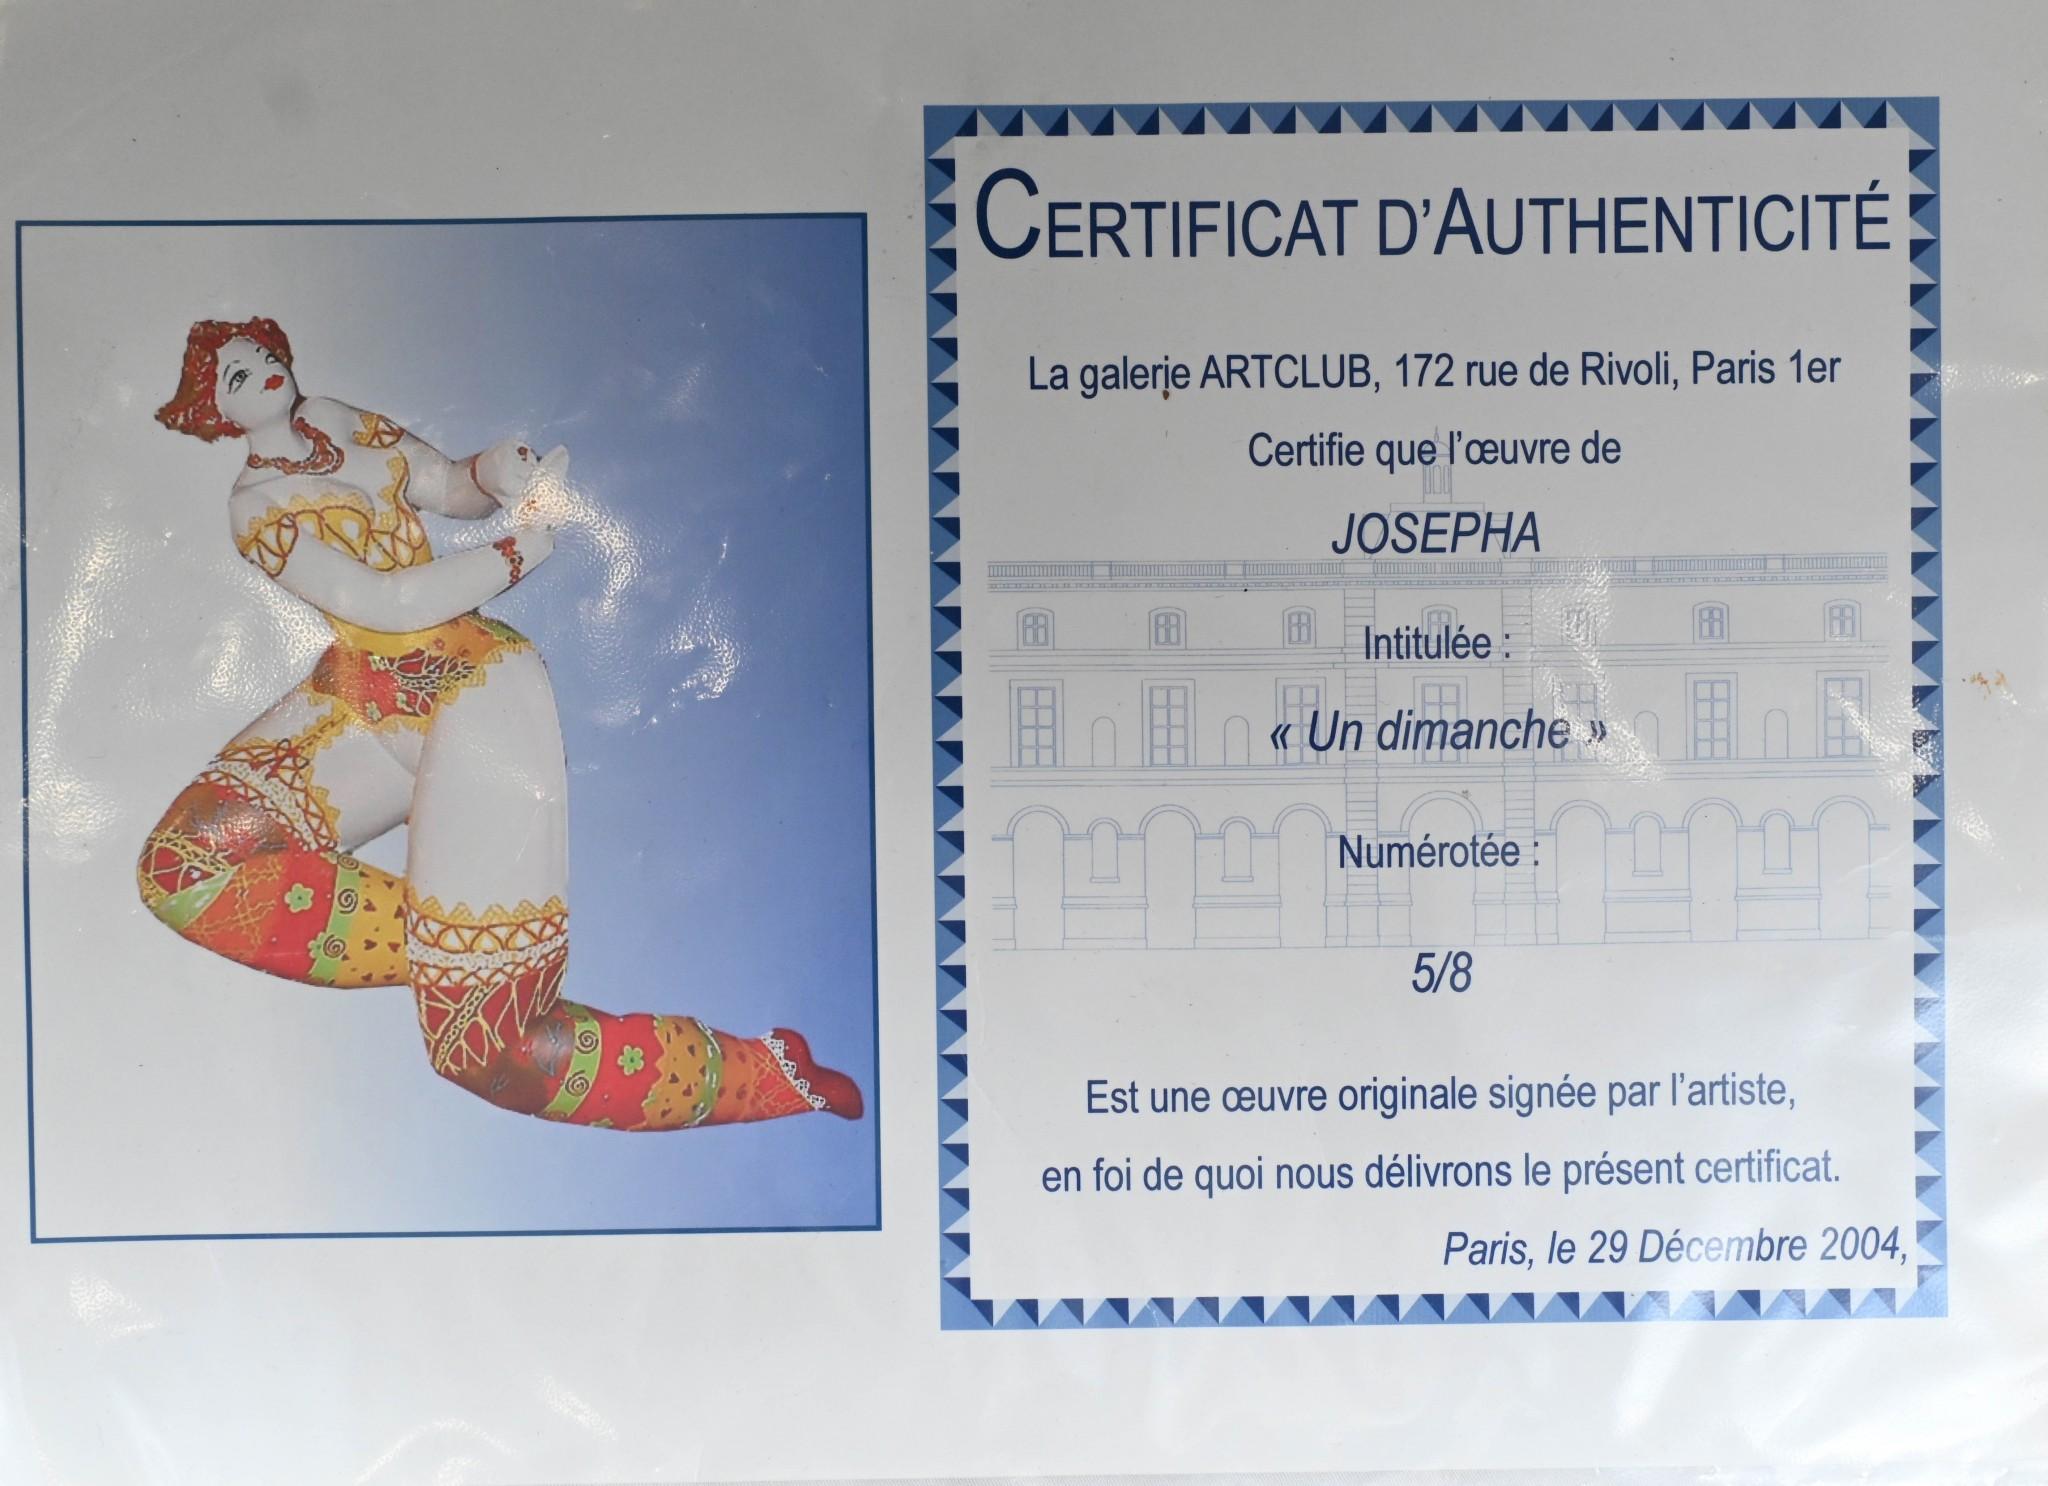 CERTIFICAT D'AUTHENTICITÉ
La galerie ARTCLUB, 172 rue de Rivoli, Paris 1er
Certifie que l'œuvre de
JOSEPHA
Intitulée :
« Un dimanche »
Numérotée :
5/8
Est une œuvre originale signée par l'artiste,
en foi de quoi nous délivrons le présent certificat.
Paris, le 29 Décembre 2004,